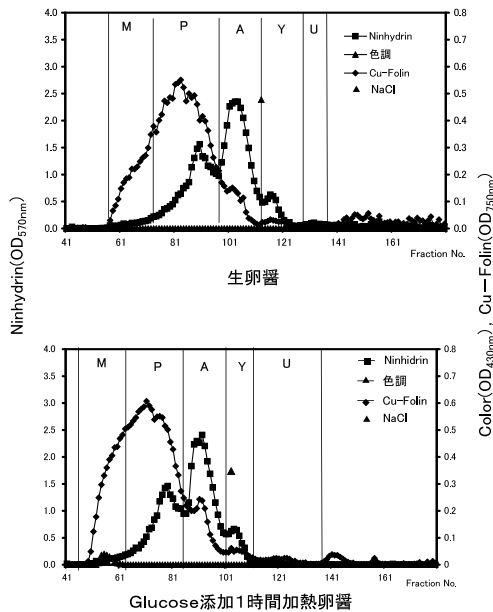 M P A Y U
Ninhydrin
色調
Cu-Folin
NaCl
4.0
3.5
3.0
2.5
2.0
1.5
1.0
0.5
0.0
0.8
0.7
0.6
0.5
0.4
0.3
0.2
0.1
0
41 61 81 101 121 141 161
Fraction No.
生卵醤
Ninhydrin(OD570nm)
Color(OD430nm), Cu-Folin(OD750nm)
M P A Y U
Ninhidrin
色調
Cu-Folin
NaCl
4.0
3.5
3.0
2.5
2.0
1.5
1.0
0.5
0.0
0.8
0.7
0.6
0.5
0.4
0.3
0.2
0.1
0
41 61 81 101 121 141 161
Fraction No.
Glucose添加1時間加熱卵醤